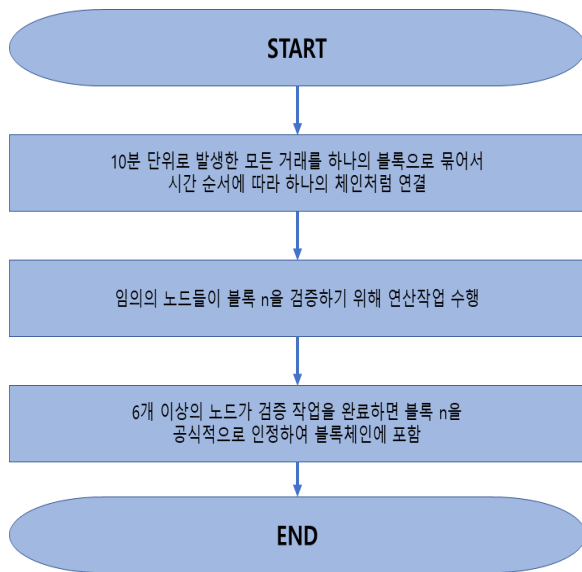 START
10분 단위로 발생한 모든 거래를 하나의 블록으로 묶어서
시간 순서에 따라 하나의 체인처럼 연결
임의의 노드들이 블록 n을 검증하기 위해 연산작업 수행
6개 이상의 노드가 검증 작업을 완료하면 블록 n을
공식적으로 인정하여 블록체인에 포함
END